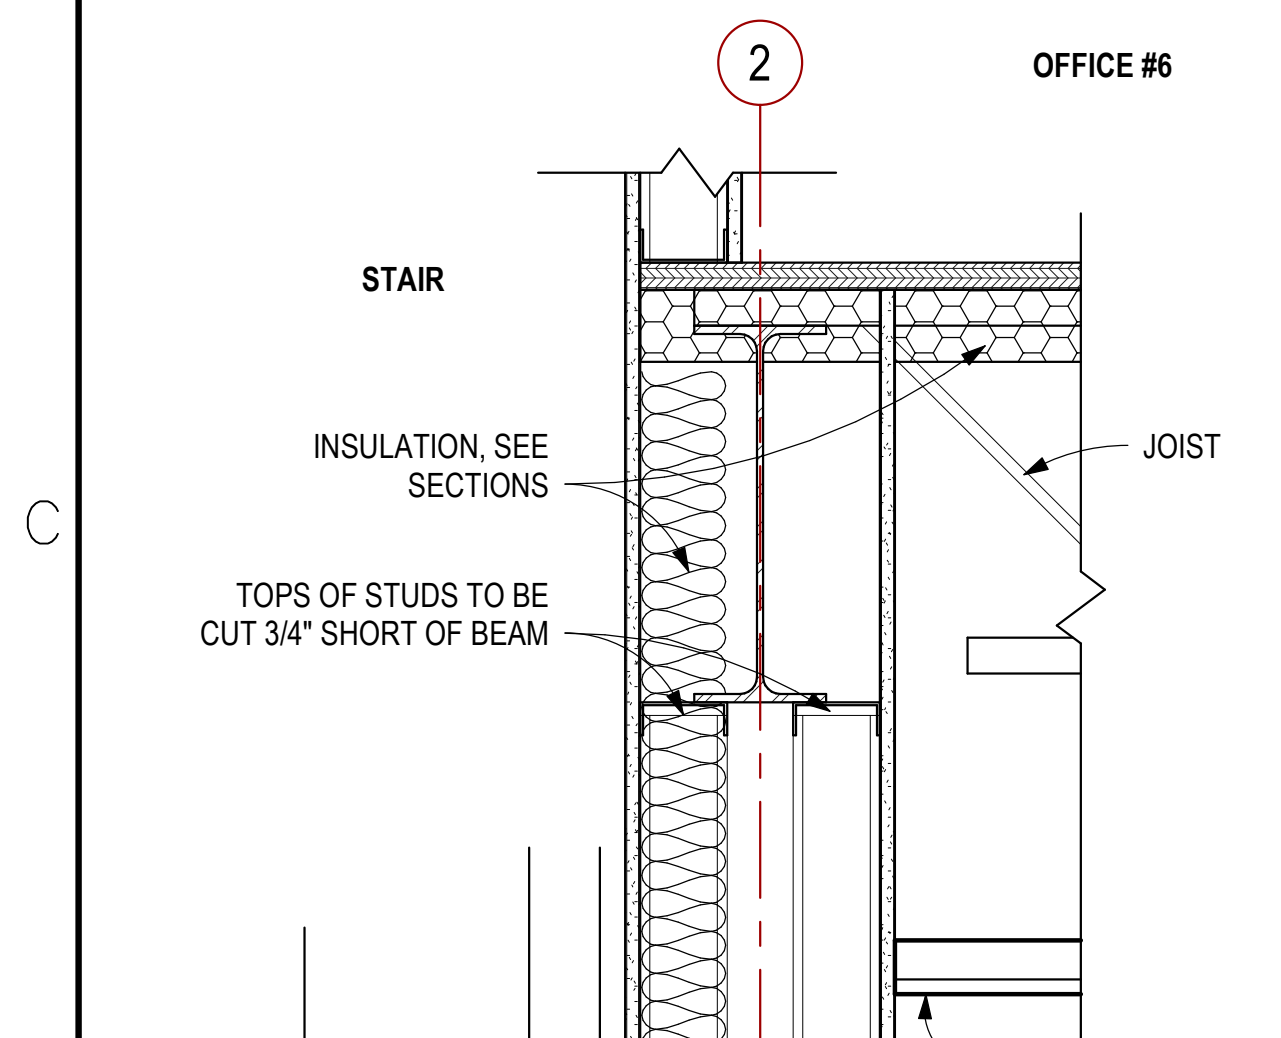 2
OFFICE #6
STAIR
INSULATION, SEE
SECTIONS
JOIST
C
TOPS OF STUDS TO BE
CUT 3/4" SHORT OF BEAM